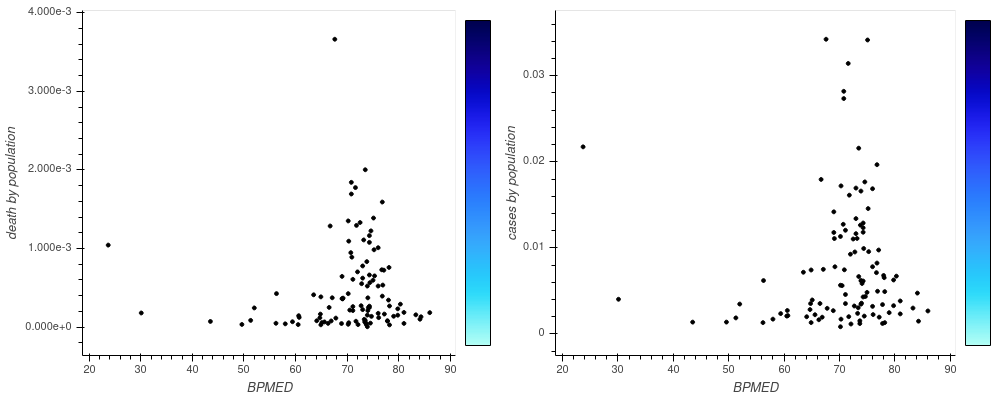 4.000e-3
3.000e-3
2.000e-3
1.000e-3
0.000e+0
death by population
20 30 40 50 60 70 80 90
BPMED
0.03
0.02
0.01
0
cases by population
20 30 40 50 60 70 80 90
BPMED